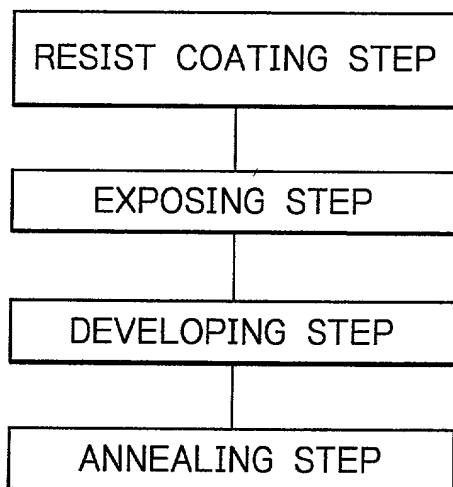 RESIST COATING STEP
EXPOSING STEP
DEVELOPING STEP
ANNEALING STEP